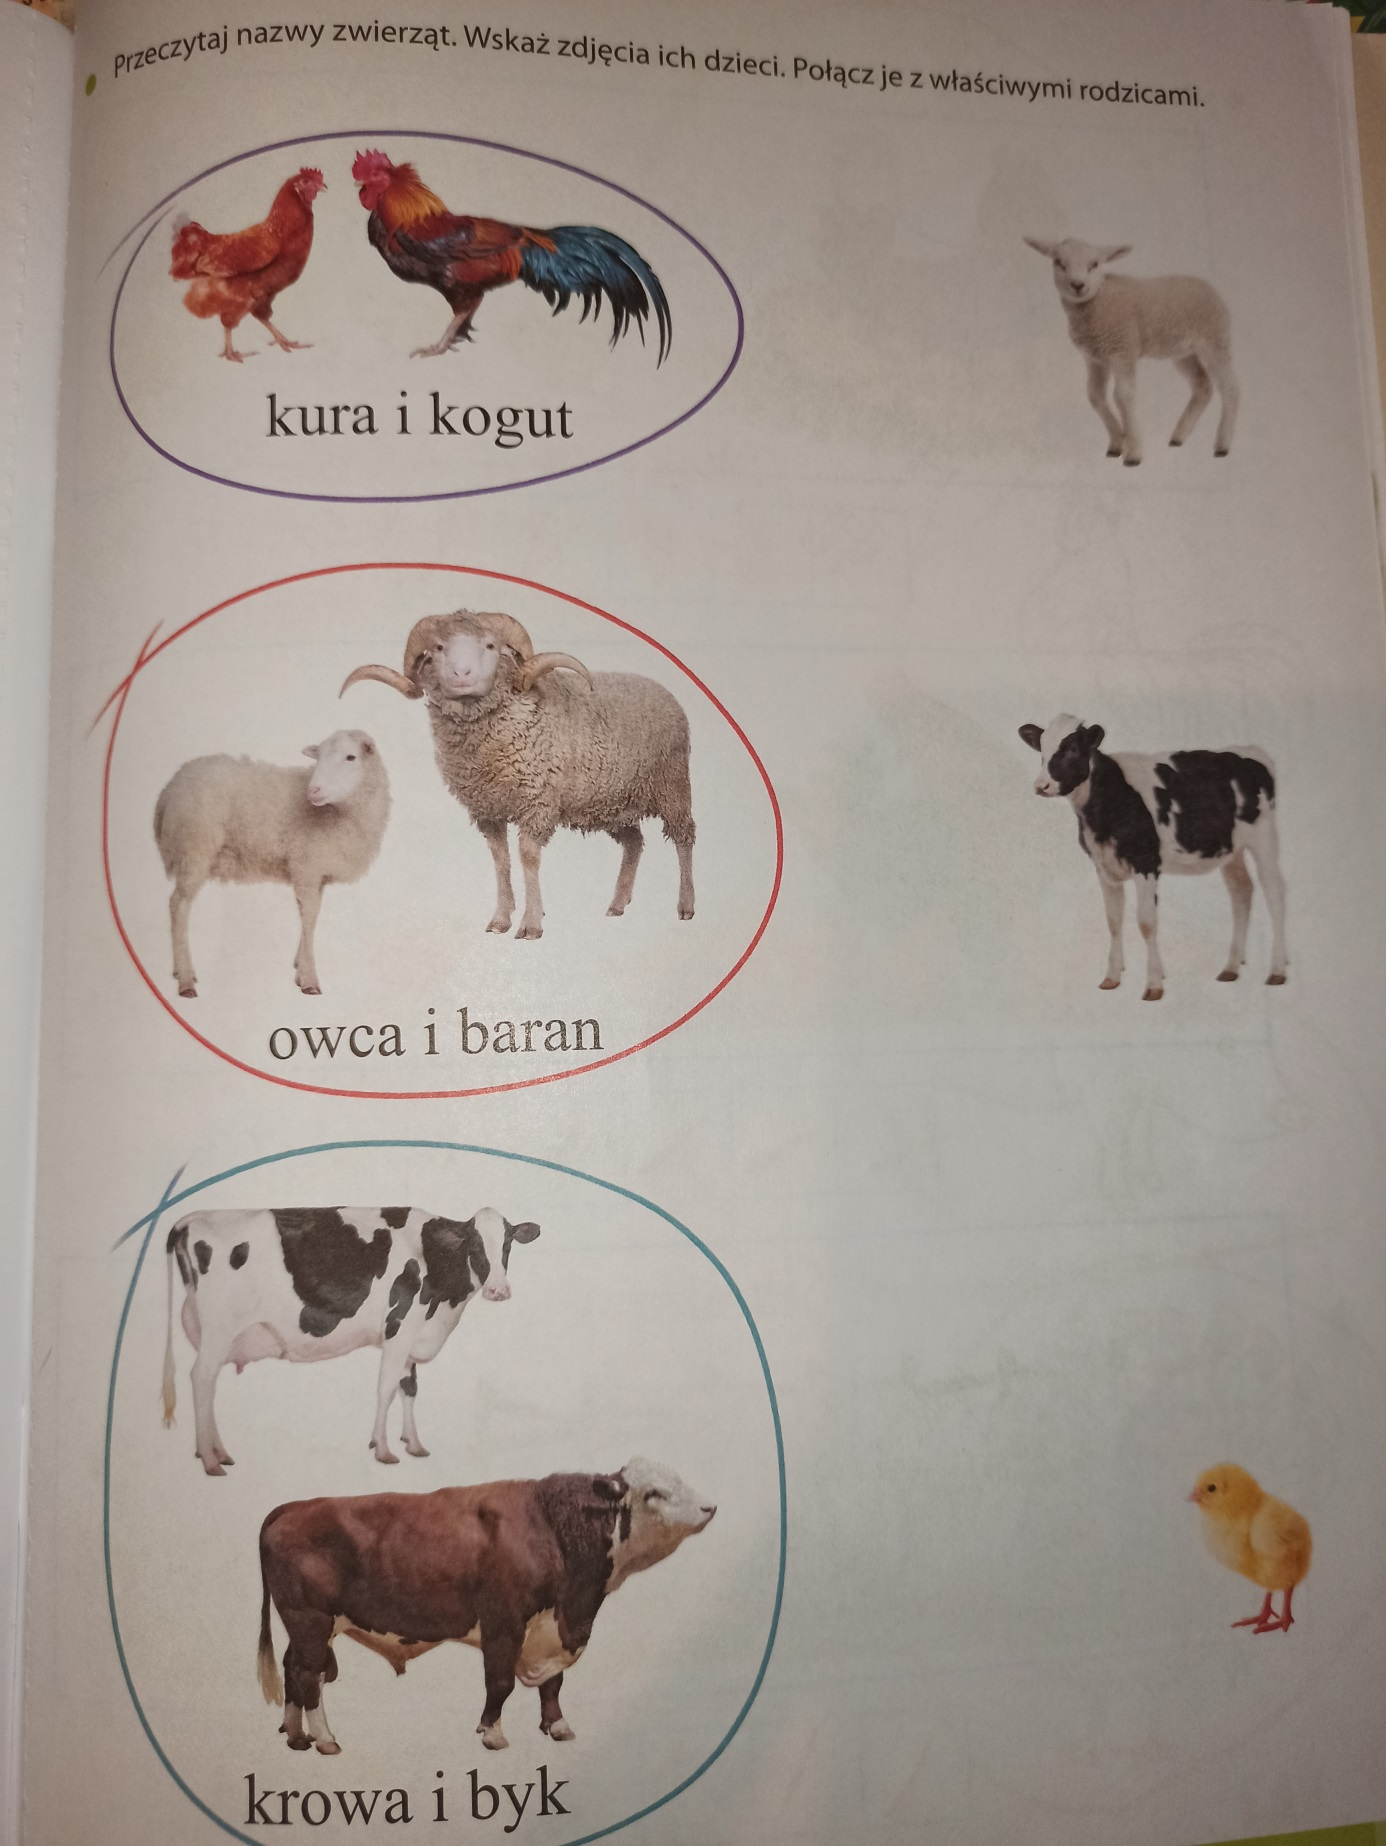 Przeczytaj nazwy zwierząt. Wskaż zdjęcia ich dzieci. Połącz je z właściwymi rodzicami.
kura i kogut
owca i baran
krowa i byk